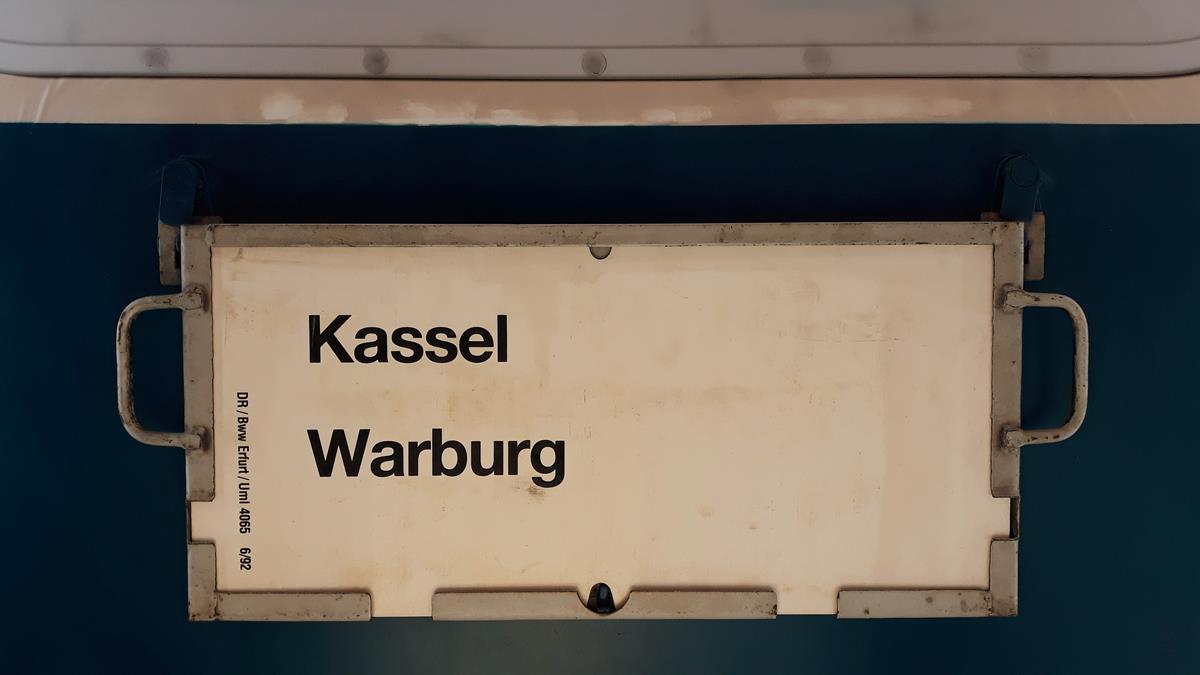 Kassel
Warburg
DR / Bww Erfurt / Uml 4065 6/92